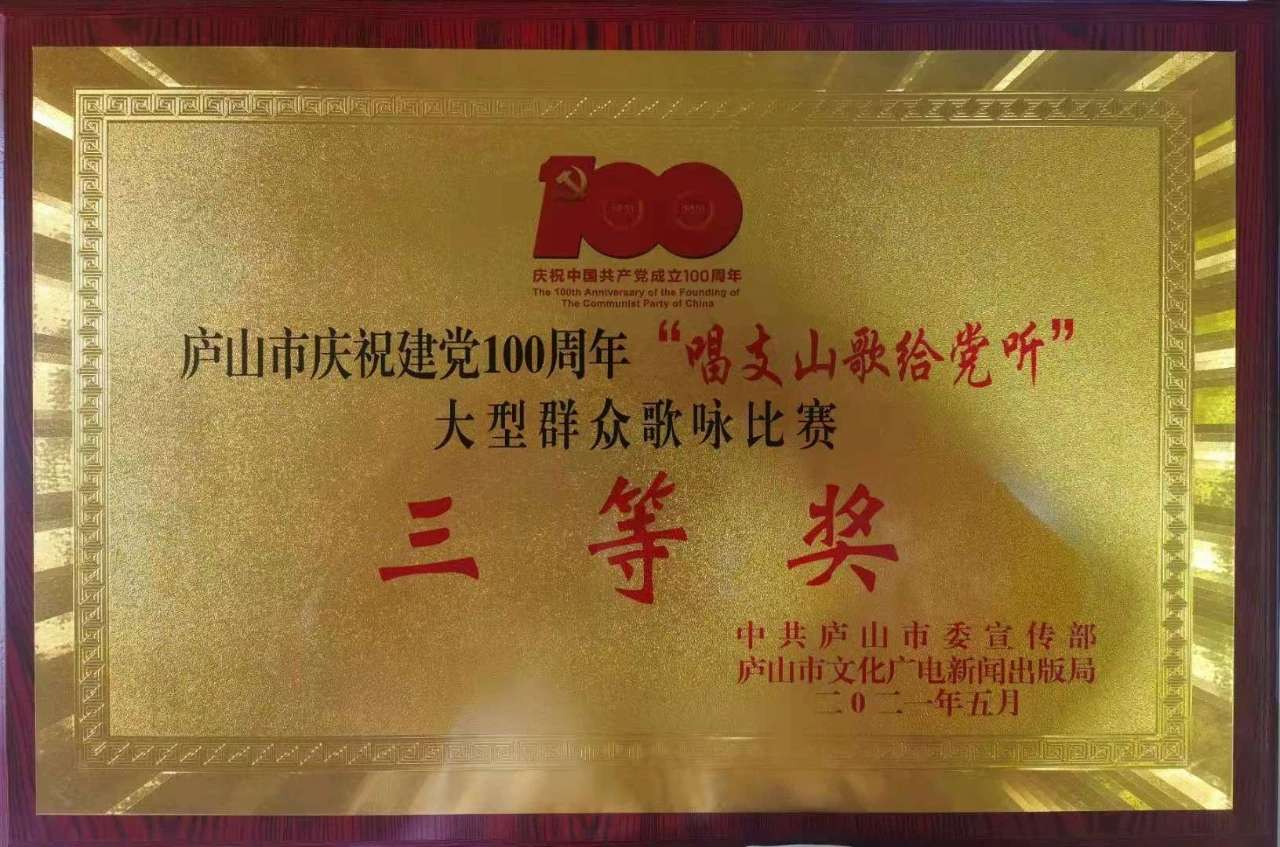 庆祝中国共产党成立100周年
The 100th Anniversary of the Founding of
The Communist Party of China
庐山市庆祝建党100周年“唱支山歌给党听”
大型群众歌咏比赛
三等奖
中共庐山市委宣传部
庐山市文化广电新闻出版局
二0二一年五月